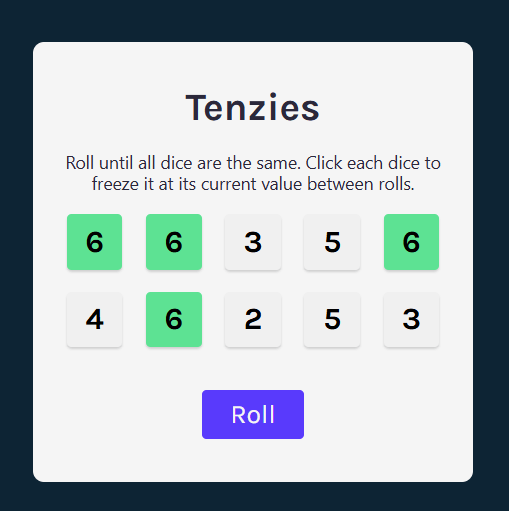 Tenzies
Roll until all dice are the same. Click each dice to
freeze it at its current value between rolls.
6 6 3 5 6
4 6 2 5 3
Roll